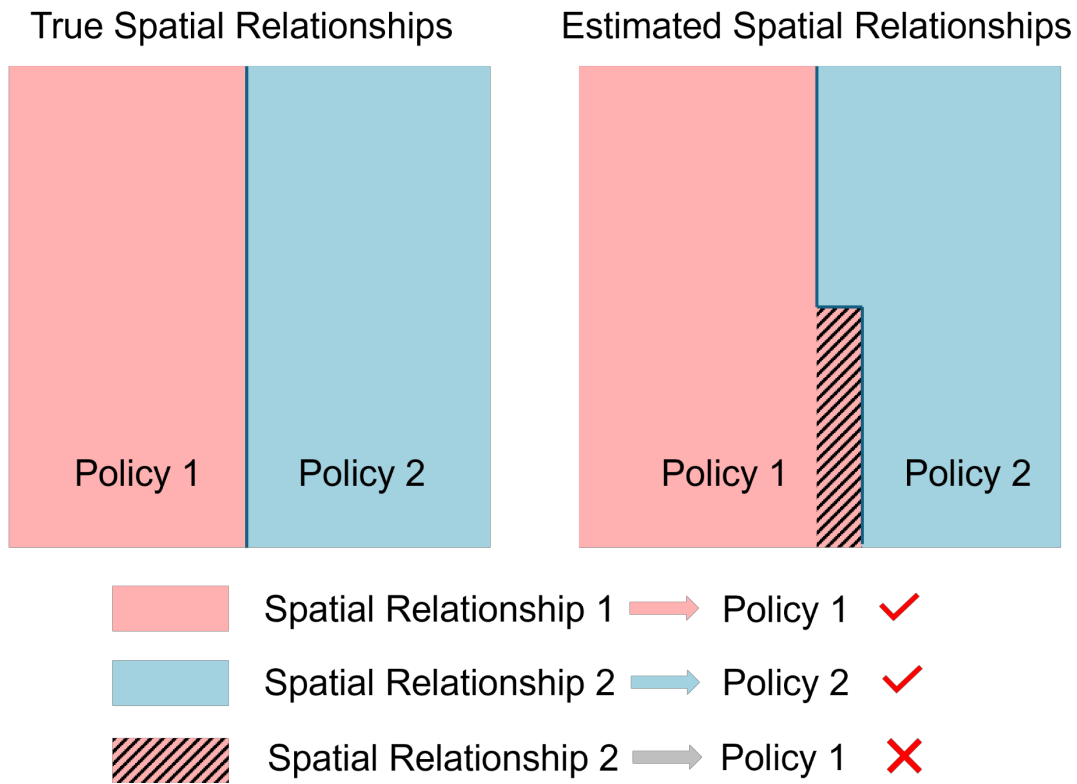 True Spatial Relationships
Estimated Spatial Relationships
Policy 1
Policy 2
Policy 1
Policy 2
Spatial Relationship 1
Policy 1
Spatial Relationship 2
Policy 2
Spatial Relationship 2
Policy 1